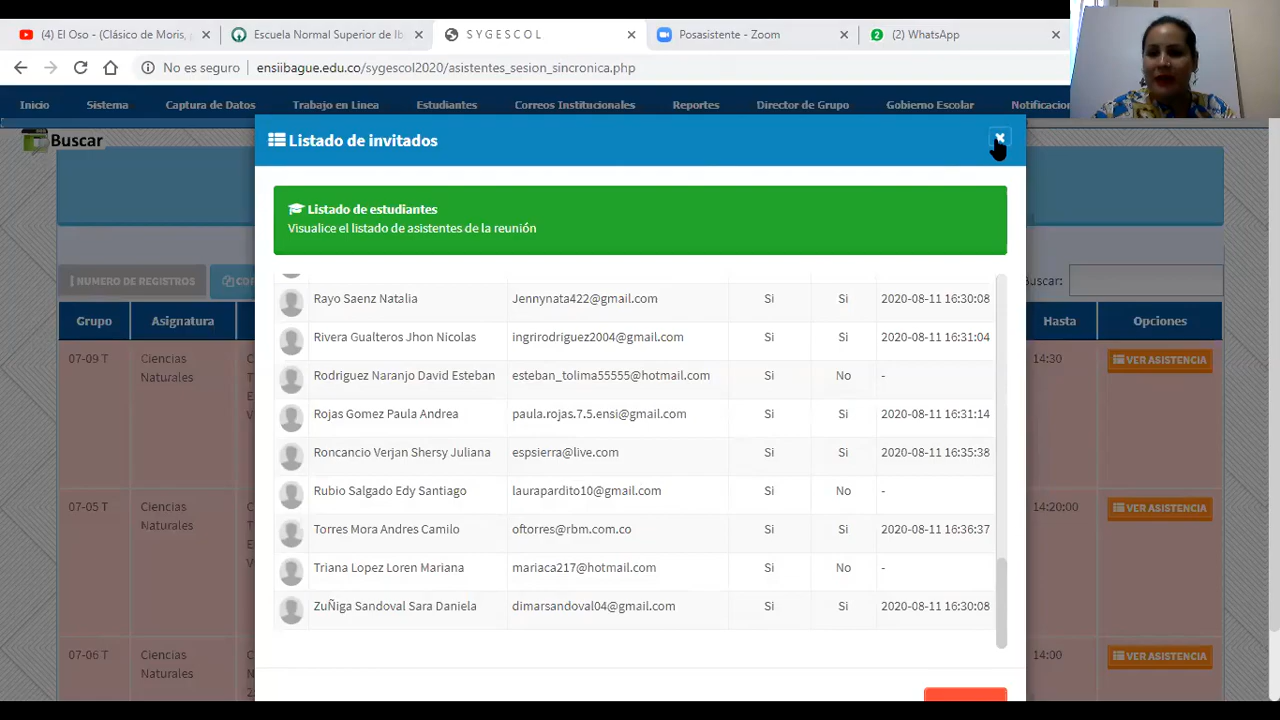 (4) El Oso - (Clásico de Moris, p
Escuela Normal Superior de Ib
S Y G E S C O L
Posasistente - Zoom
2 (2) WhatsApp
No es seguro ensiibague.edu.co/sygescol2020/asistentes_sesion_sincronica.php
Inicio Sistema Captura de Datos Trabajo en Linea Estudiantes Correos Institucionales Reportes Director de Grupo Gobierno Escolar Notificacion
Buscar
Listado de invitados
Listado de estudiantes
Visualice el listado de asistentes de la reunión
NUMERO DE REGISTROS
Grupo Asignatura Hasta Opciones
Rayo Saenz Natalia Jennynata422@gmail.com Si Si 2020-08-11 16:30:08
Rivera Gualteros Jhon Nicolas ingrirodriguez2004@gmail.com Si Si 2020-08-11 16:31:04
Rodriguez Naranjo David Esteban esteban_tolima55555@hotmail.com Si No -
Rojas Gomez Paula Andrea paula.rojas.7.5.ensi@gmail.com Si Si 2020-08-11 16:31:14
Roncancio Verjan Shersy Juliana espsierra@live.com Si Si 2020-08-11 16:35:38
Rubio Salgado Edy Santiago laurapardito10@gmail.com Si No -
Torres Mora Andres Camilo oftorres@rbm.com.co Si Si 2020-08-11 16:36:37
Triana Lopez Loren Mariana mariaca217@hotmail.com Si No -
ZuÑiga Sandoval Sara Daniela dimarsandoval04@gmail.com Si Si 2020-08-11 16:30:08
07-09 T Ciencias
Naturales
14:30 VER ASISTENCIA
07-05 T Ciencias
Naturales
14:20:00 VER ASISTENCIA
07-06 T Ciencias
Naturales
14:00 VER ASISTENCIA